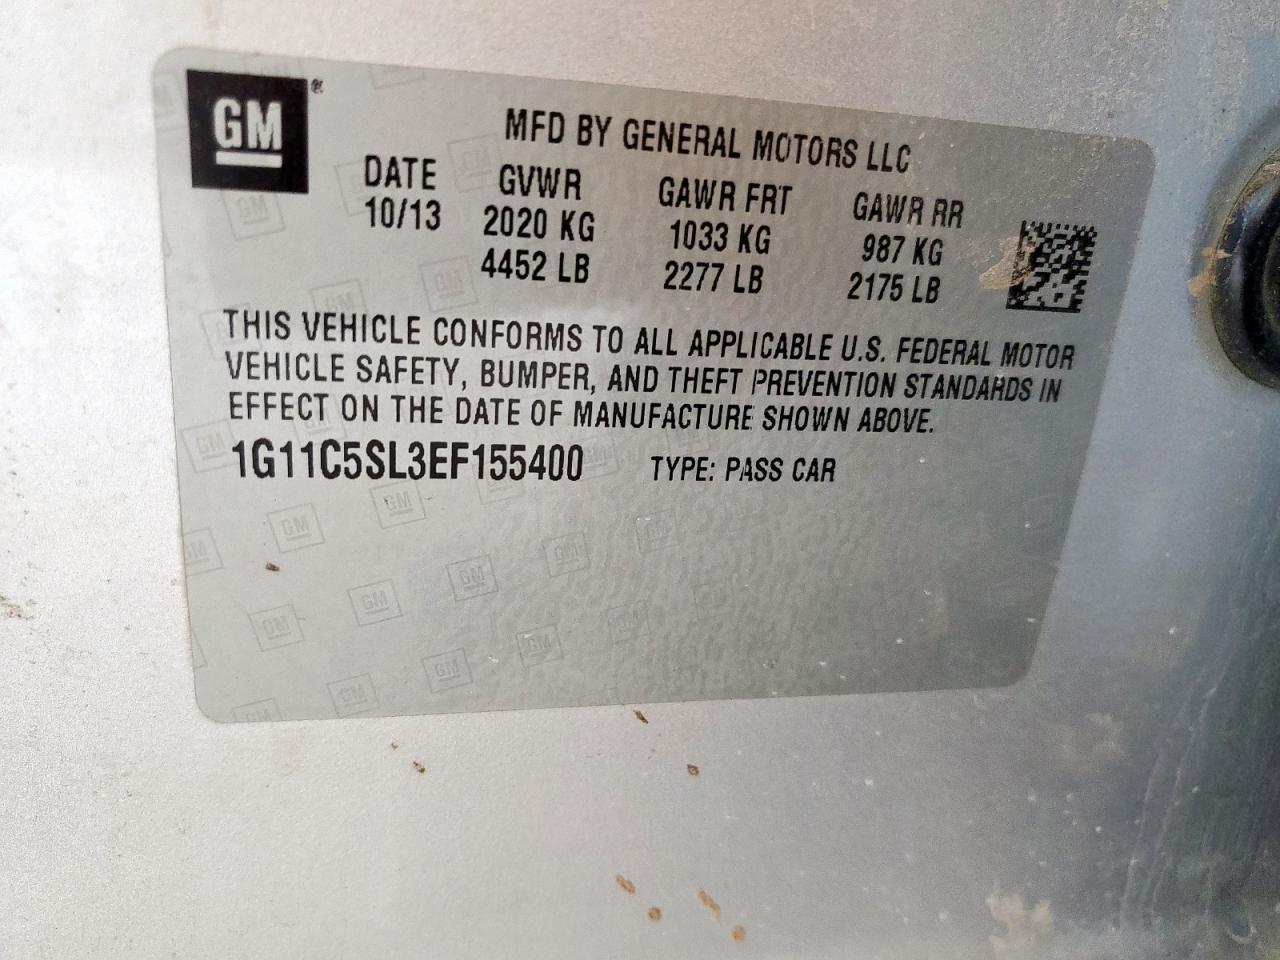 GM®
MFD BY GENERAL MOTORS LLC
DATE GVWR GAWR FRT GAWR RR
10/13 2020 KG 1033 KG 987 KG
4452 LB 2277 LB 2175 LB
THIS VEHICLE CONFORMS TO ALL APPLICABLE U.S. FEDERAL MOTOR
VEHICLE SAFETY, BUMPER, AND THEFT PREVENTION STANDARDS IN
EFFECT ON THE DATE OF MANUFACTURE SHOWN ABOVE.
1G11C5SL3EF155400 TYPE: PASS CAR